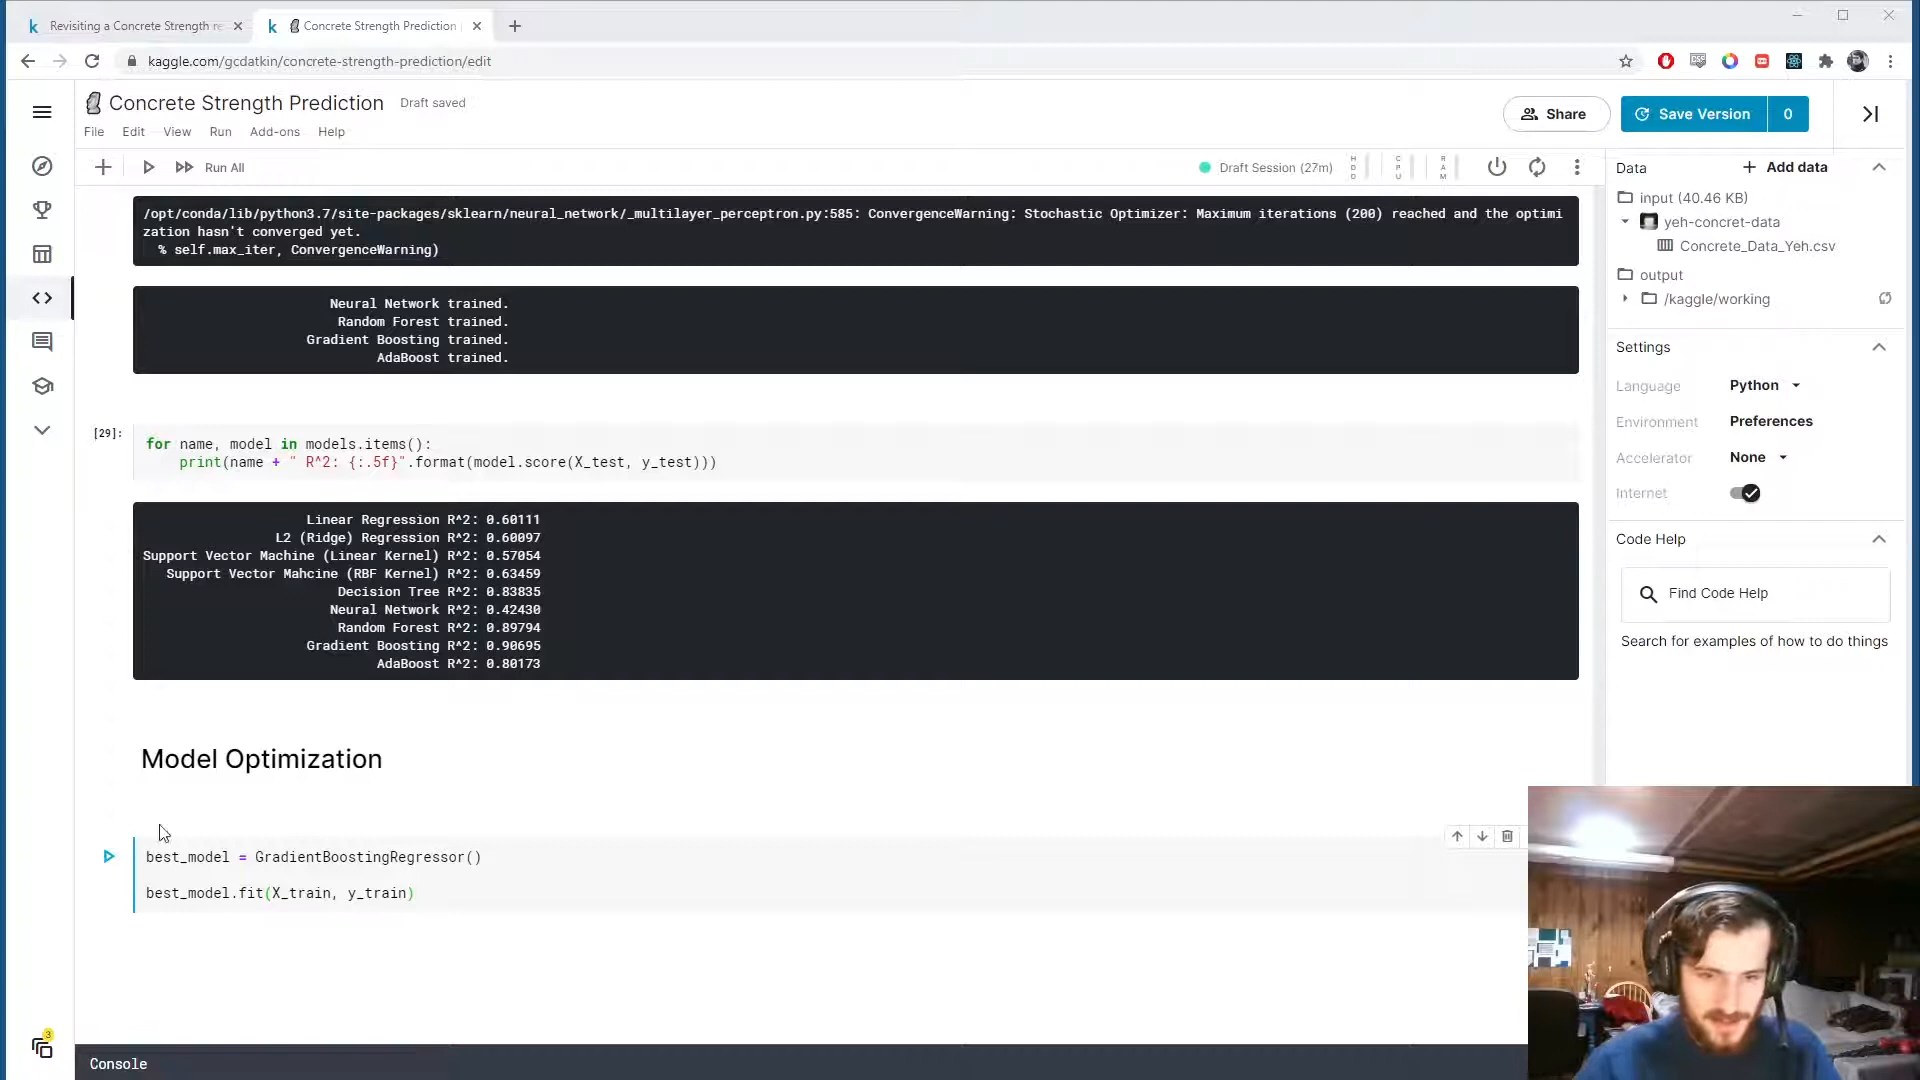 Revisiting a Concrete Strength re
Concrete Strength Prediction
kaggle.com/gcdatkin/concrete-strength-prediction/edit
Concrete Strength Prediction
Draft saved
Share
Save Version
0
File
Edit
View
Run
Add-ons
Help
Run All
Draft Session (27m)
HDD
CPU
RAM
/opt/conda/lib/python3.7/site-packages/sklearn/neural_network/_multilayer_perceptron.py:585: ConvergenceWarning: Stochastic Optimizer: Maximum iterations (200) reached and the optimi
zation hasn't converged yet.
% self.max_iter, ConvergenceWarning)
Neural Network trained.
Random Forest trained.
Gradient Boosting trained.
AdaBoost trained.
[29]:
for name, model in models.items():
print(name + " R^2: {:.5f}".format(model.score(X_test, y_test)))
Linear Regression R^2: 0.60111
L2 (Ridge) Regression R^2: 0.60097
Support Vector Machine (Linear Kernel) R^2: 0.57054
Support Vector Mahcine (RBF Kernel) R^2: 0.63459
Decision Tree R^2: 0.83835
Neural Network R^2: 0.42430
Random Forest R^2: 0.89794
Gradient Boosting R^2: 0.90695
AdaBoost R^2: 0.80173
Model Optimization
best_model = GradientBoostingRegressor()
best_model.fit(X_train, y_train)
3
Console
Data
Add data
input (40.46 KB)
yeh-concret-data
Concrete_Data_Yeh.csv
output
/kaggle/working
Settings
Language
Python
Environment
Preferences
Accelerator
None
Internet
Code Help
Find Code Help
Search for examples of how to do things